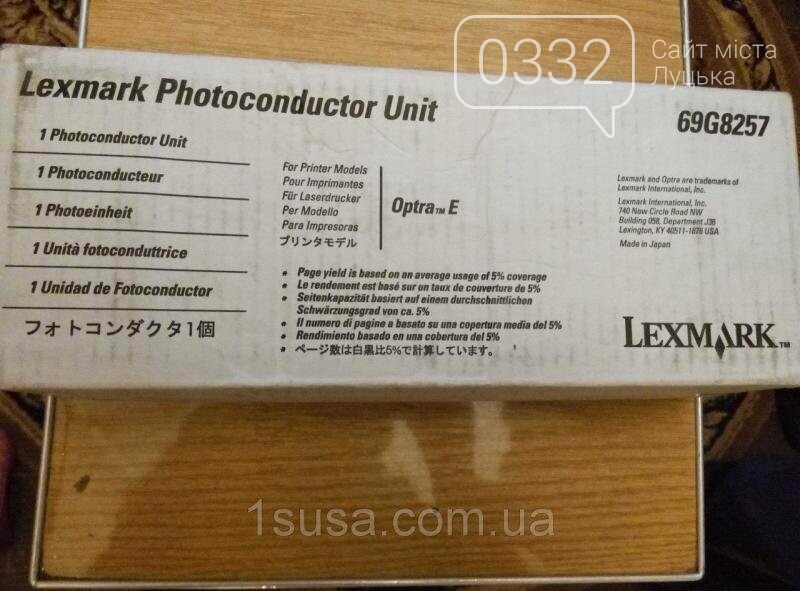 0332
Сайт міста
Луцька
Lexmark Photoconductor Unit
69G8257
1 Photoconductor Unit
1 Photoconducteur
1 Photoeinheit
1 Unità fotoconduttrice
1 Unidad de Fotoconductor
フォトコンダクタ1個
For Printer Models
Pour Imprimantes
Für Laserdrucker
Per Modello
Para Impresoras
プリンタモデル
Optra™ E
• Page yield is based on an average usage of 5% coverage
• Le rendement est basé sur un taux de couverture de 5%
• Seitenkapazität basiert auf einem durchschnittlichen
Schwärzungsgrad von ca. 5%
• Il numero di pagine a basato su una copertura media del 5%
• Rendimiento basado en una cobertura del 5%
• ページ数は白黒比5%で計算しています。
Lexmark and Optra are trademarks of
Lexmark International, Inc.
Lexmark International, Inc.
740 New Circle Road NW
Building 058, Department J36
Lexington, KY 40511-1876 USA
Made in Japan
LEXMARK™
1susa.com.ua